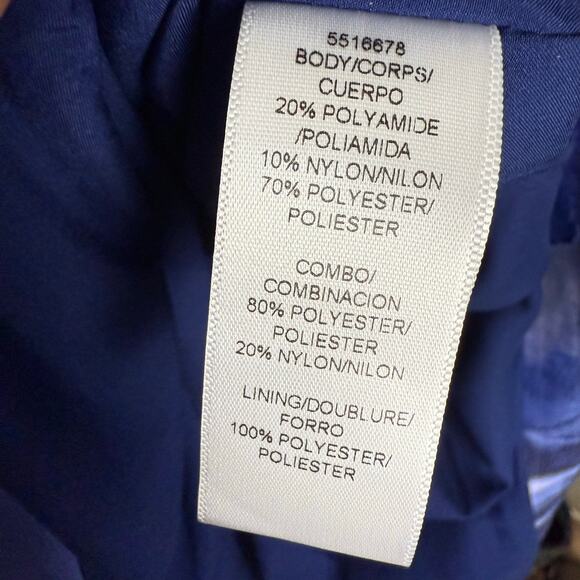 5516678
BODY/CORPS/
CUERPO
20% POLYAMIDE
/POLIAMIDA
10% NYLON/NILON
70% POLYESTER/
POLIESTER
COMBO/
COMBINACION
80% POLYESTER/
POLIESTER
20% NYLON/NILON
LINING/DOUBLURE/
FORRO
100% POLYESTER/
POLIESTER